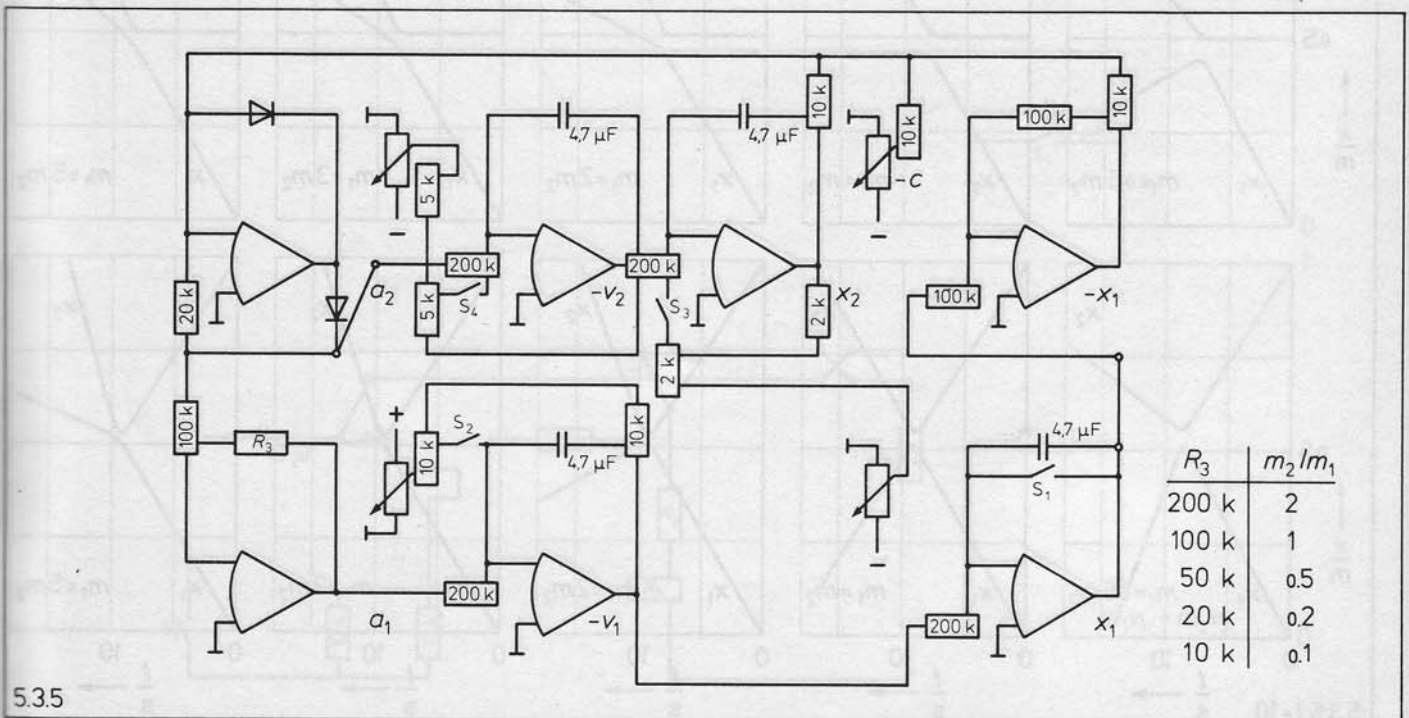 10 k
10 k
10 k
100 k
4,7 µF
4,7 µF
5 k
-c
–
–
20 k
200 k
200 k
100 k
a₂
5 k
S₄
-v₂
S₃
x₂
2 k
-x₁
2 k
100 k
R₃
+
10 k
S₂
4,7 µF
10 k
4,7 µF
S₁
–
200 k
200 k
a₁
-v₁
x₁
R₃ m₂/m₁
200 k 2
100 k 1
50 k 0.5
20 k 0.2
10 k 0.1
5.3.5